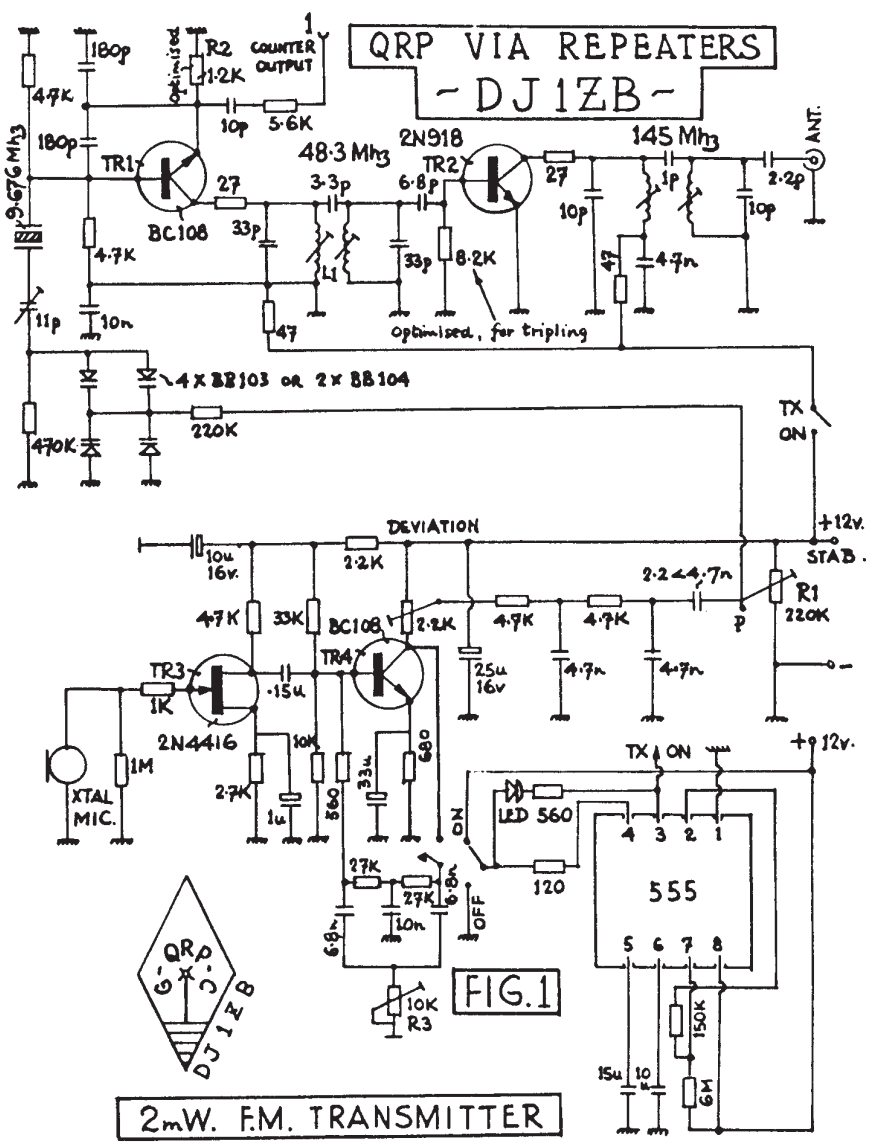 QRP VIA REPEATERS
~ DJ1ZB ~
1
COUNTER
OUTPUT
180p
Optimised
R2
1.2K
4.7K
10p
5.6K
180p
TR1
9.676 MHz
BC108
27
48.3 MHz
3.3p
6.8p
2N918
TR2
27
145 MHz
1p
2.2p
ANT.
33p
L1
33p
8.2K
10p
10p
4.7K
47
4.7n
11p
10n
47
Optimised, for tripling
4 X BB103 OR 2 X BB104
470K
220K
TX
ON
+12v.
STAB.
10u
16v.
DEVIATION
2.2K
4.7K
33K
BC108
2.2K
4.7K
4.7K
2.2<4.7n
P
R1
220K
TR3
.15u
TR4
25u
16v
4.7n
4.7n
-
1K
2N4416
10K
680
XTAL
MIC.
1M
2.7K
1u
560
33u
TX ON
+12v.
ON
LED 560
4 3 2 1
27K
27K
6.8n
120
555
6.8n
10n
OFF
5 6 7 8
10K
R3
FIG.1
150K
15u
10
u
6M
G-QRP-C
DJ1ZB
2mW. F.M. TRANSMITTER